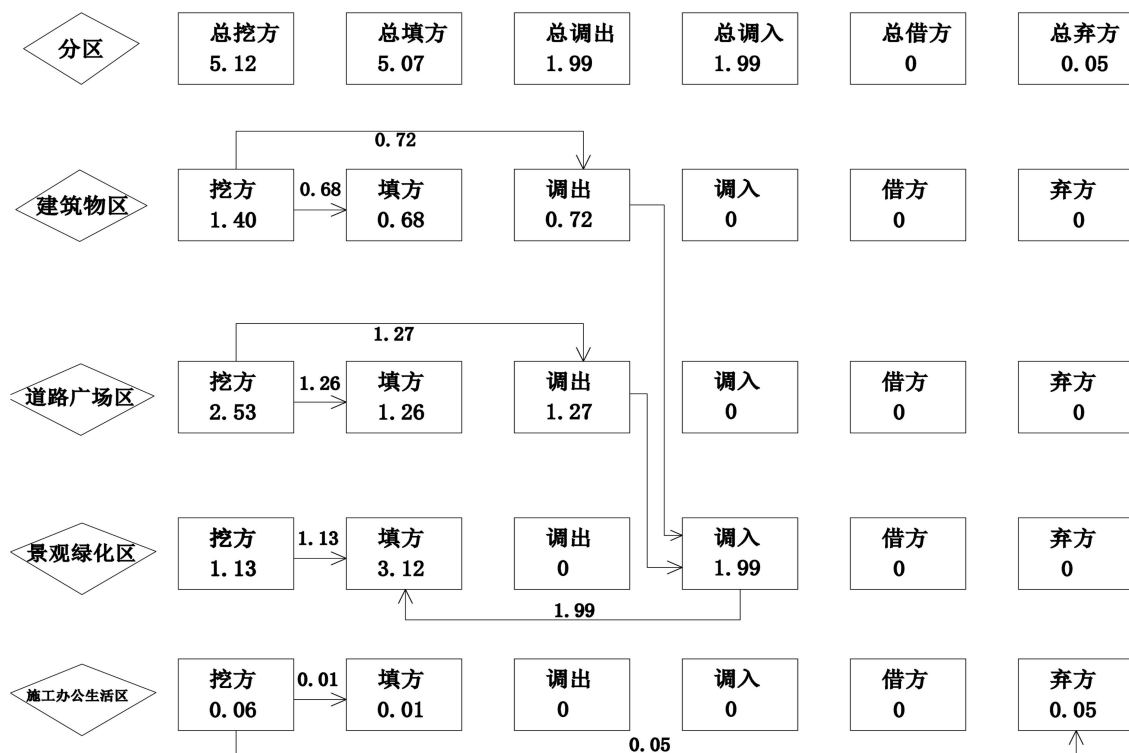 分区
总挖方
5.12
总填方
5.07
总调出
1.99
总调入
1.99
总借方
0
总弃方
0.05
0.72
建筑物区
挖方
1.40
0.68
填方
0.68
调出
0.72
调入
0
借方
0
弃方
0
1.27
道路广场区
挖方
2.53
1.26
填方
1.26
调出
1.27
调入
0
借方
0
弃方
0
景观绿化区
挖方
1.13
1.13
填方
3.12
调出
0
调入
1.99
借方
0
弃方
0
1.99
施工办公生活区
挖方
0.06
0.01
填方
0.01
调出
0
调入
0
借方
0
弃方
0.05
0.05